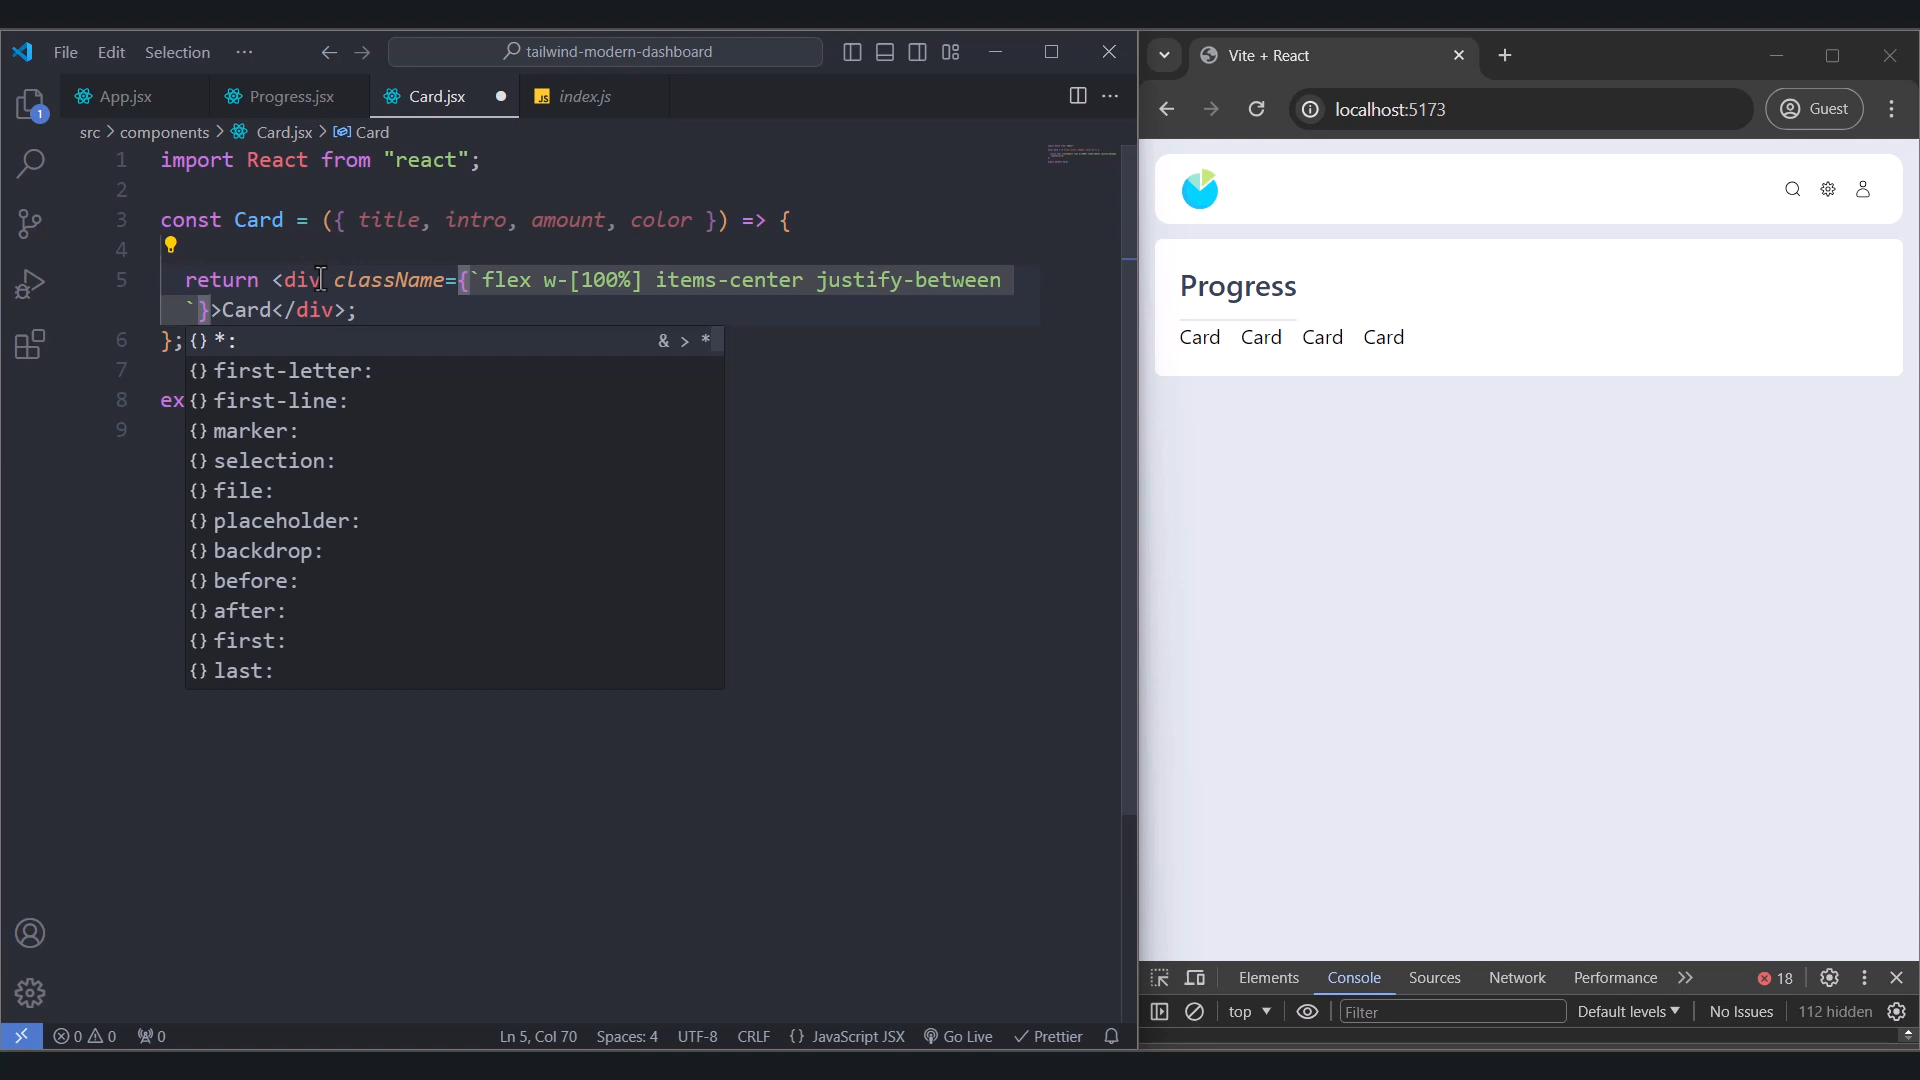 File Edit Selection ···
tailwind-modern-dashboard
App.jsx
Progress.jsx
Card.jsx
JS index.js
1
src > components > Card.jsx > Card
1 import React from "react";
2
3 const Card = ({ title, intro, amount, color }) => {
4
5 return <div className={`flex w-[100%] items-center justify-between
`}>Card</div>;
6 };
7
8 ex
9
{} *: & > *
{} first-letter:
{} first-line:
{} marker:
{} selection:
{} file:
{} placeholder:
{} backdrop:
{} before:
{} after:
{} first:
{} last:
0 0 0
Ln 5, Col 70 Spaces: 4 UTF-8 CRLF {} JavaScript JSX Go Live Prettier
Vite + React
localhost:5173
Guest
Progress
Card Card Card Card
Elements Console Sources Network Performance 18
top Filter Default levels No Issues 112 hidden